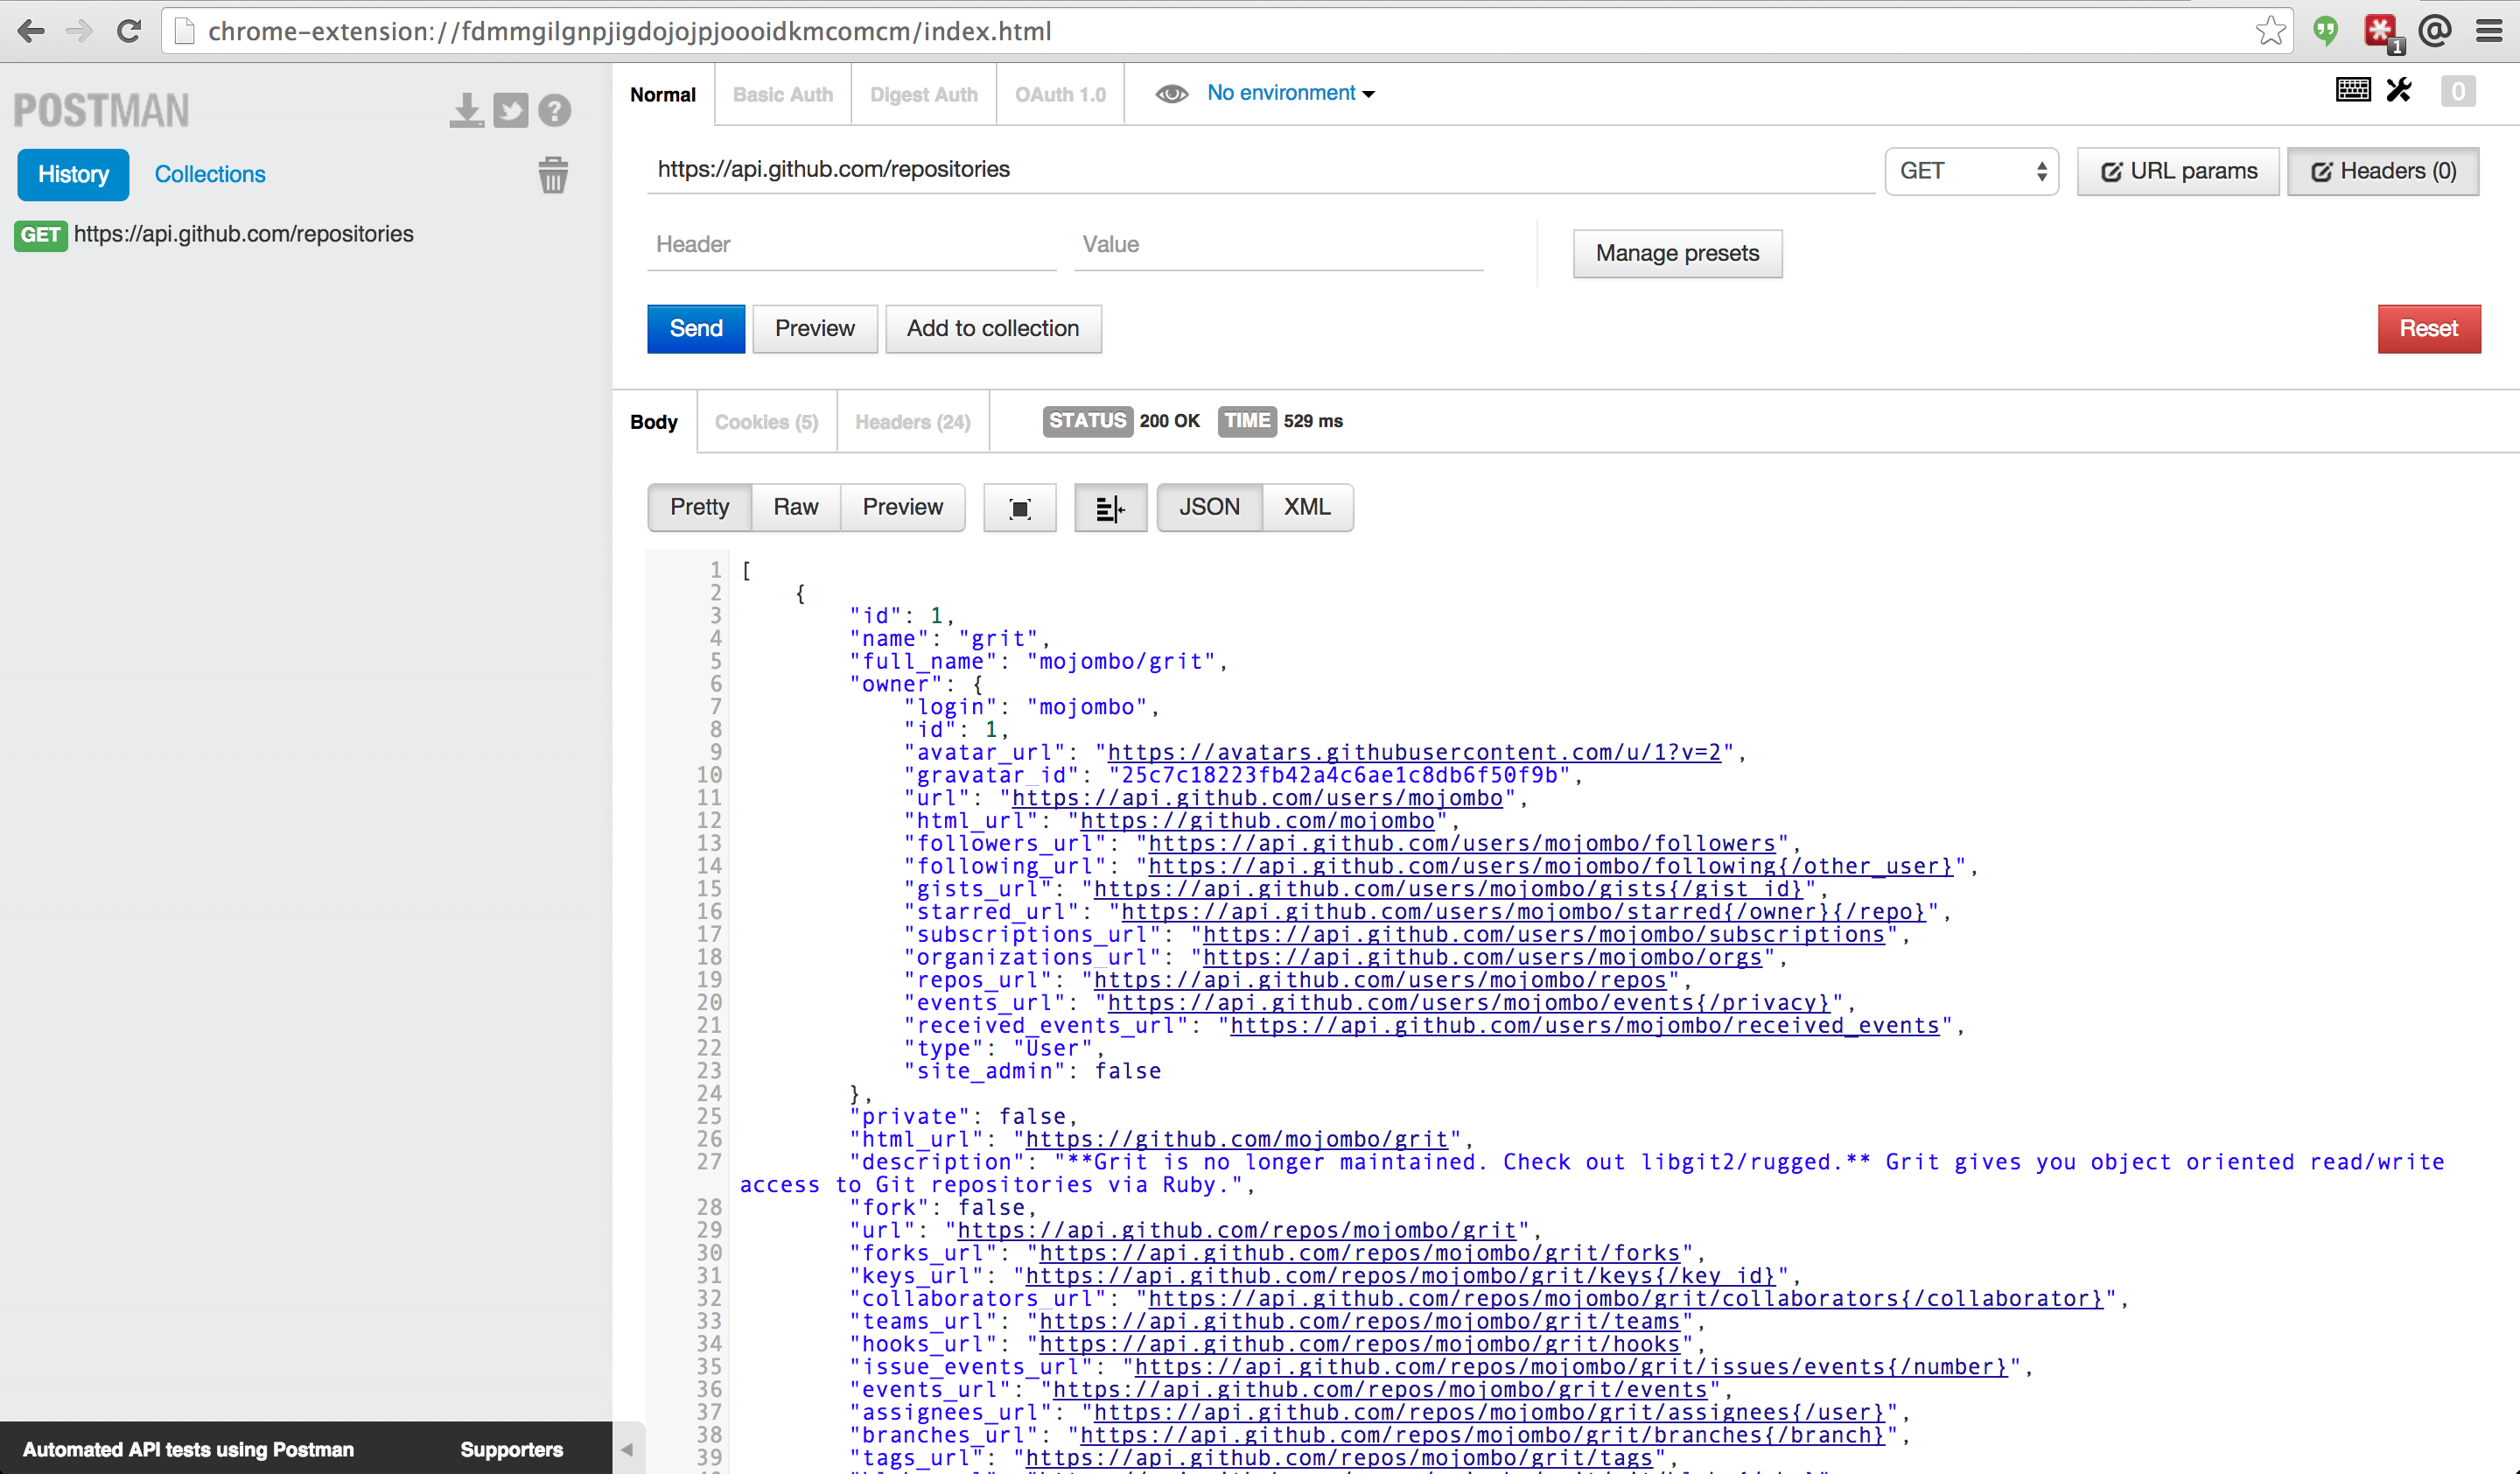 chrome-extension://fdmmgilgnpjigdojojpjoooidkmcomcm/index.html
1
POSTMAN
History Collections
GET https://api.github.com/repositories
Normal Basic Auth Digest Auth OAuth 1.0 No environment
0
https://api.github.com/repositories GET URL params Headers (0)
Header Value Manage presets
Send Preview Add to collection Reset
Body Cookies (5) Headers (24) STATUS 200 OK TIME 529 ms
Pretty Raw Preview JSON XML
1 [
2 {
3 "id": 1,
4 "name": "grit",
5 "full_name": "mojombo/grit",
6 "owner": {
7 "login": "mojombo",
8 "id": 1,
9 "avatar_url": "https://avatars.githubusercontent.com/u/1?v=2",
10 "gravatar_id": "25c7c18223fb42a4c6ae1c8db6f50f9b",
11 "url": "https://api.github.com/users/mojombo",
12 "html_url": "https://github.com/mojombo",
13 "followers_url": "https://api.github.com/users/mojombo/followers",
14 "following_url": "https://api.github.com/users/mojombo/following{/other_user}",
15 "gists_url": "https://api.github.com/users/mojombo/gists{/gist_id}",
16 "starred_url": "https://api.github.com/users/mojombo/starred{/owner}{/repo}",
17 "subscriptions_url": "https://api.github.com/users/mojombo/subscriptions",
18 "organizations_url": "https://api.github.com/users/mojombo/orgs",
19 "repos_url": "https://api.github.com/users/mojombo/repos",
20 "events_url": "https://api.github.com/users/mojombo/events{/privacy}",
21 "received_events_url": "https://api.github.com/users/mojombo/received_events",
22 "type": "User",
23 "site_admin": false
24 },
25 "private": false,
26 "html_url": "https://github.com/mojombo/grit",
27 "description": "**Grit is no longer maintained. Check out libgit2/rugged.** Grit gives you object oriented read/write
access to Git repositories via Ruby.",
28 "fork": false,
29 "url": "https://api.github.com/repos/mojombo/grit",
30 "forks_url": "https://api.github.com/repos/mojombo/grit/forks",
31 "keys_url": "https://api.github.com/repos/mojombo/grit/keys{/key_id}",
32 "collaborators_url": "https://api.github.com/repos/mojombo/grit/collaborators{/collaborator}",
33 "teams_url": "https://api.github.com/repos/mojombo/grit/teams",
34 "hooks_url": "https://api.github.com/repos/mojombo/grit/hooks",
35 "issue_events_url": "https://api.github.com/repos/mojombo/grit/issues/events{/number}",
36 "events_url": "https://api.github.com/repos/mojombo/grit/events",
37 "assignees_url": "https://api.github.com/repos/mojombo/grit/assignees{/user}",
38 "branches_url": "https://api.github.com/repos/mojombo/grit/branches{/branch}",
39 "tags_url": "https://api.github.com/repos/mojombo/grit/tags",
Automated API tests using Postman Supporters